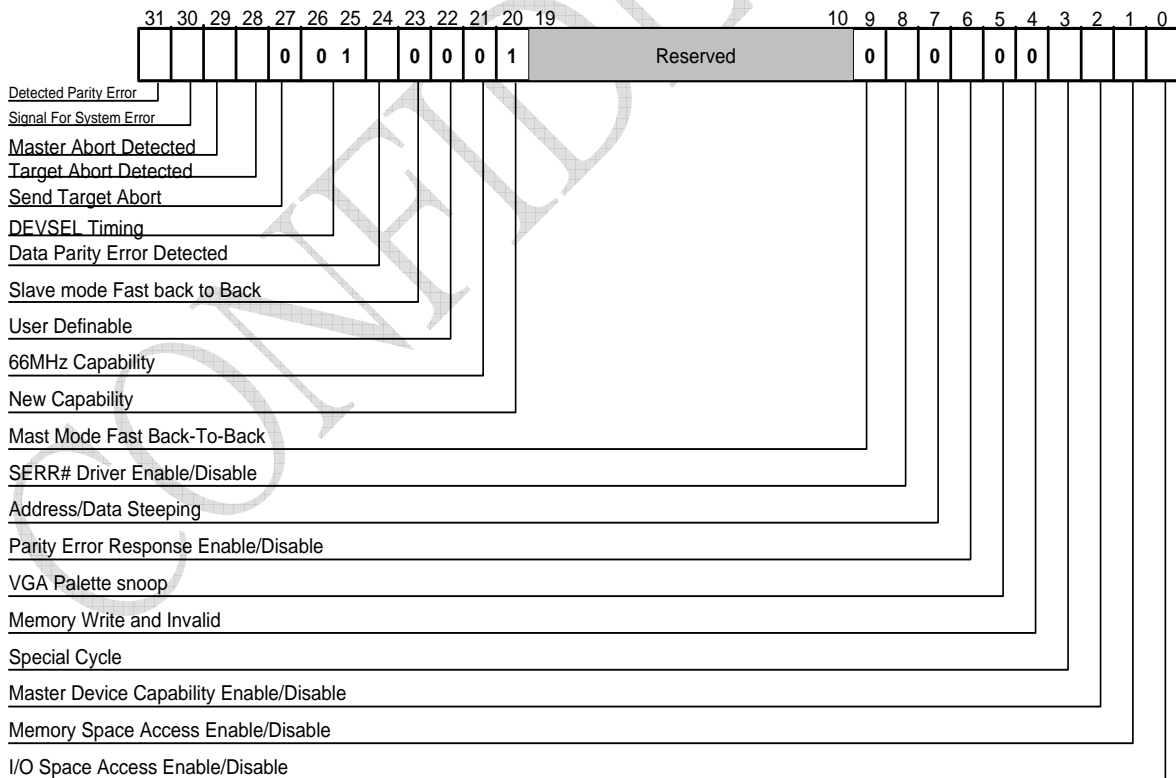 31 30 29 28 27 26 25 24 23 22 21 20 19 10 9 8 7 6 5 4 3 2 1 0
0 0 1 0 0 0 1 Reserved 0 0 0 0
Detected Parity Error
Signal For System Error
Master Abort Detected
Target Abort Detected
Send Target Abort
DEVSEL Timing
Data Parity Error Detected
Slave mode Fast back to Back
User Definable
66MHz Capability
New Capability
Mast Mode Fast Back-To-Back
SERR# Driver Enable/Disable
Address/Data Steeping
Parity Error Response Enable/Disable
VGA Palette snoop
Memory Write and Invalid
Special Cycle
Master Device Capability Enable/Disable
Memory Space Access Enable/Disable
I/O Space Access Enable/Disable
CONFID